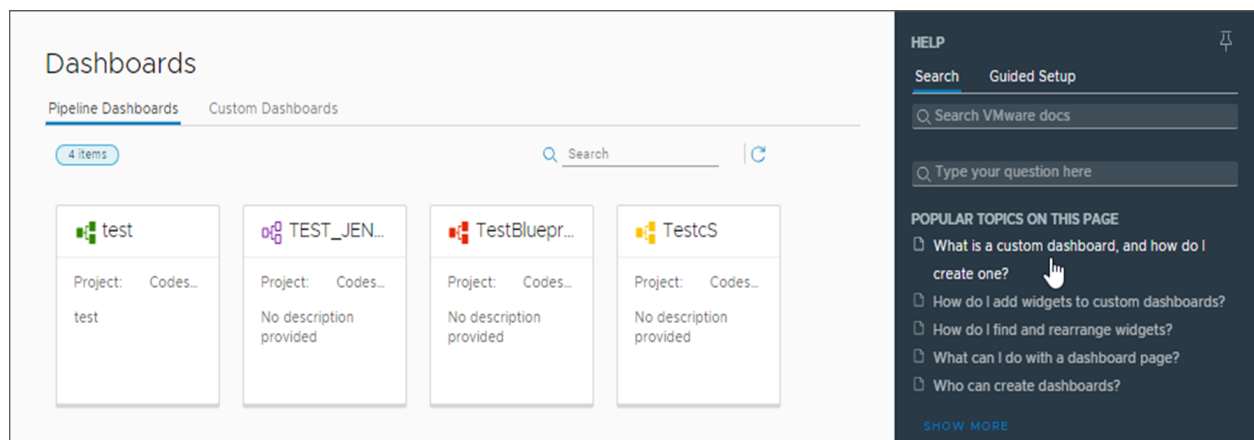 Dashboards
Pipeline Dashboards Custom Dashboards
4 items
Search
test
Project: Codes...
test
TEST_JEN...
Project: Codes...
No description
provided
TestBluepr...
Project: Codes...
No description
provided
TestcS
Project: Codes...
No description
provided
HELP
Search Guided Setup
Search VMware docs
Type your question here
POPULAR TOPICS ON THIS PAGE
What is a custom dashboard, and how do I
create one?
How do I add widgets to custom dashboards?
How do I find and rearrange widgets?
What can I do with a dashboard page?
Who can create dashboards?
SHOW MORE